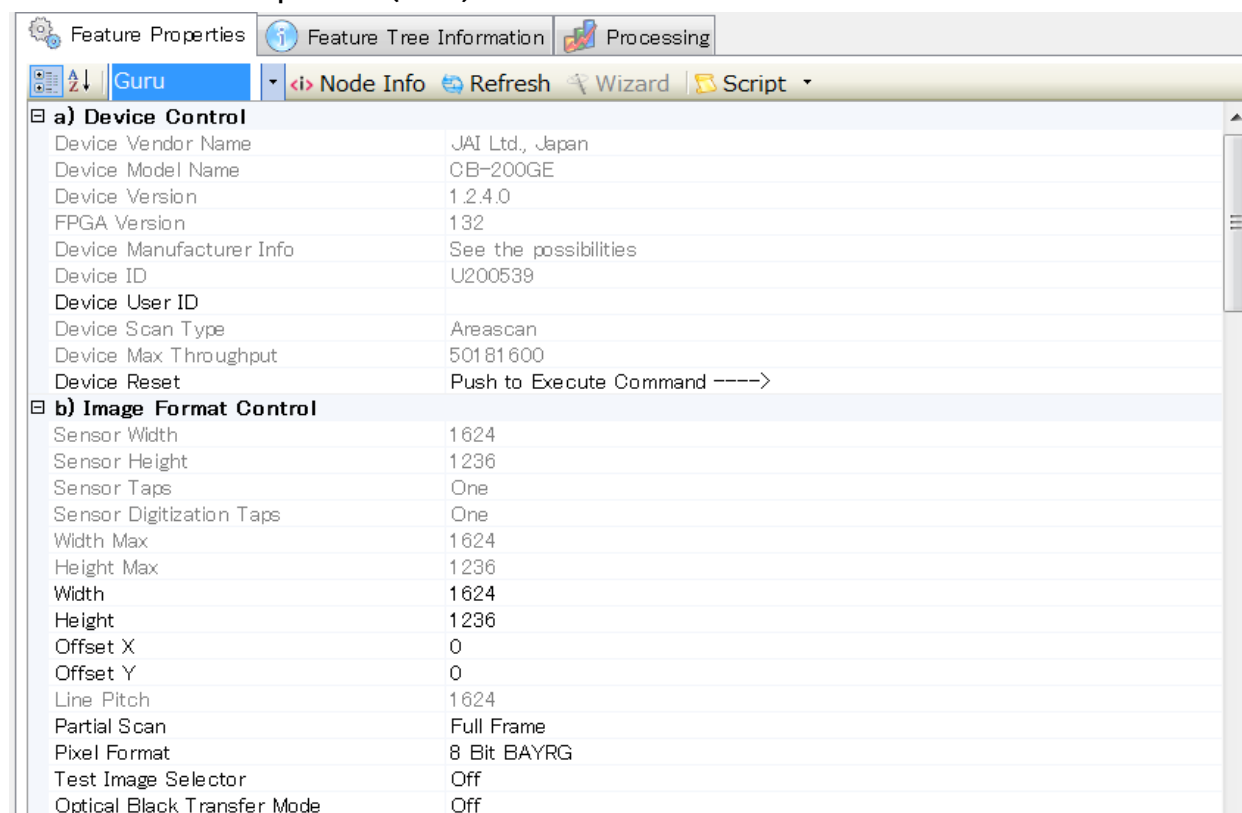 Feature Properties Feature Tree Information Processing
Guru <i> Node Info Refresh Wizard Script
a) Device Control
Device Vendor Name JAI Ltd., Japan
Device Model Name CB-200GE
Device Version 1.2.4.0
FPGA Version 132
Device Manufacturer Info See the possibilities
Device ID U200539
Device User ID
Device Scan Type Areascan
Device Max Throughput 50181600
Device Reset Push to Execute Command ---->
b) Image Format Control
Sensor Width 1624
Sensor Height 1236
Sensor Taps One
Sensor Digitization Taps One
Width Max 1624
Height Max 1236
Width 1624
Height 1236
Offset X 0
Offset Y 0
Line Pitch 1624
Partial Scan Full Frame
Pixel Format 8 Bit BAYRG
Test Image Selector Off
Optical Black Transfer Mode Off